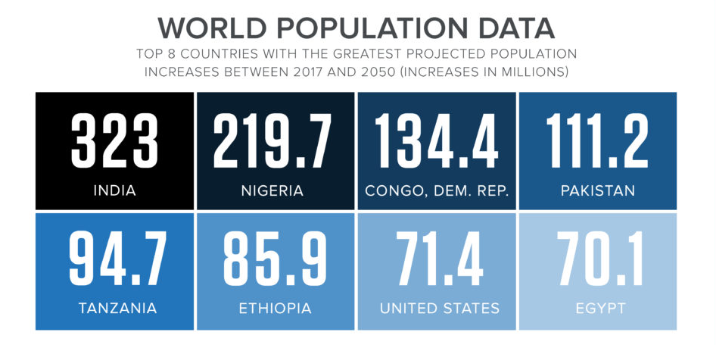 WORLD POPULATION DATA
TOP 8 COUNTRIES WITH THE GREATEST PROJECTED POPULATION
INCREASES BETWEEN 2017 AND 2050 (INCREASES IN MILLIONS)
323
INDIA
219.7
NIGERIA
134.4
CONGO, DEM. REP.
111.2
PAKISTAN
94.7
TANZANIA
85.9
ETHIOPIA
71.4
UNITED STATES
70.1
EGYPT